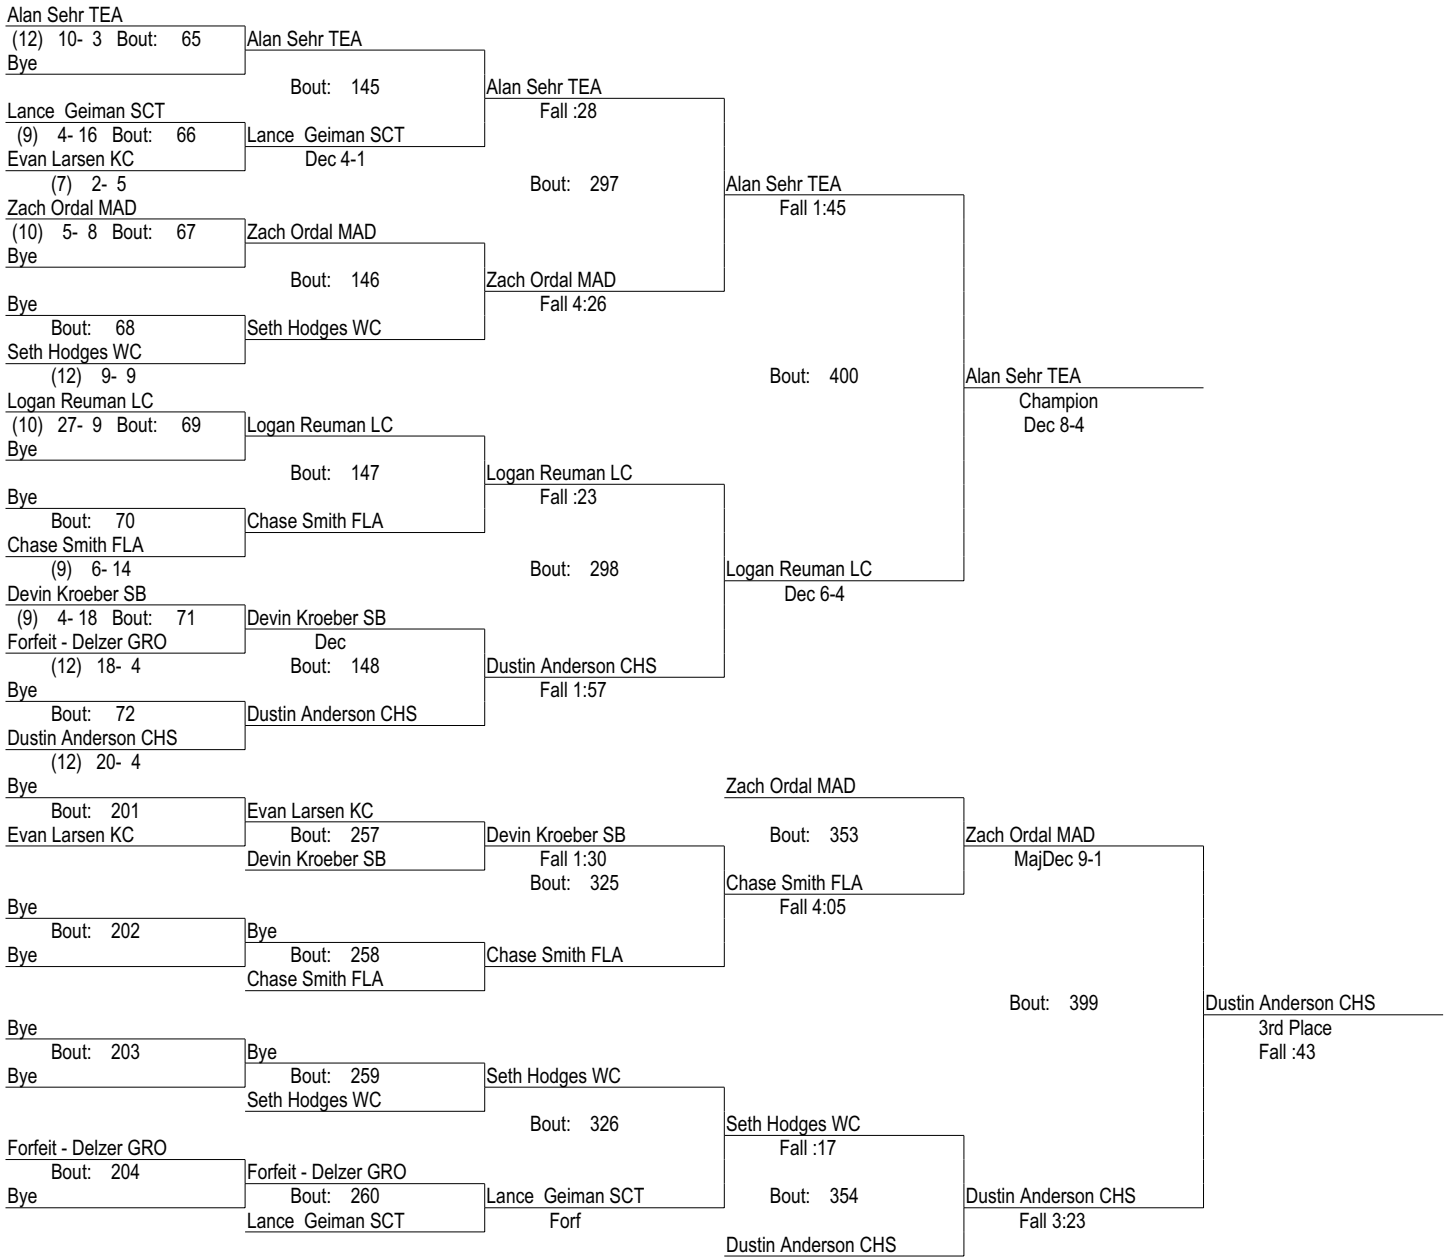 Alan Sehr TEA
(12) 10- 3 Bout: 65 Alan Sehr TEA
Bye
Bout: 145 Alan Sehr TEA
Lance Geiman SCT Fall :28
(9) 4- 16 Bout: 66 Lance Geiman SCT
Evan Larsen KC Dec 4-1
(7) 2- 5 Bout: 297 Alan Sehr TEA
Zach Ordal MAD Fall 1:45
(10) 5- 8 Bout: 67 Zach Ordal MAD
Bye
Bout: 146 Zach Ordal MAD
Bye Fall 4:26
Bout: 68 Seth Hodges WC
Seth Hodges WC
(12) 9- 9 Bout: 400 Alan Sehr TEA
Logan Reuman LC Champion
(10) 27- 9 Bout: 69 Logan Reuman LC Dec 8-4
Bye
Bout: 147 Logan Reuman LC
Bye Fall :23
Bout: 70 Chase Smith FLA
Chase Smith FLA
(9) 6- 14 Bout: 298 Logan Reuman LC
Devin Kroeber SB Dec 6-4
(9) 4- 18 Bout: 71 Devin Kroeber SB
Forfeit - Delzer GRO Dec
(12) 18- 4 Bout: 148 Dustin Anderson CHS
Bye Fall 1:57
Bout: 72 Dustin Anderson CHS
Dustin Anderson CHS
(12) 20- 4
Bye Zach Ordal MAD
Bout: 201 Evan Larsen KC
Evan Larsen KC Bout: 257 Devin Kroeber SB Bout: 353 Zach Ordal MAD
Devin Kroeber SB Fall 1:30 MajDec 9-1
Bout: 325 Chase Smith FLA
Bye Fall 4:05
Bout: 202 Bye
Bye Bout: 258 Chase Smith FLA
Chase Smith FLA
Bout: 399 Dustin Anderson CHS
Bye 3rd Place
Bout: 203 Bye Fall :43
Bye Bout: 259 Seth Hodges WC
Seth Hodges WC
Bout: 326 Seth Hodges WC
Forfeit - Delzer GRO Fall :17
Bout: 204 Forfeit - Delzer GRO
Bye Bout: 260 Lance Geiman SCT Bout: 354 Dustin Anderson CHS
Lance Geiman SCT Forf Fall 3:23
Dustin Anderson CHS